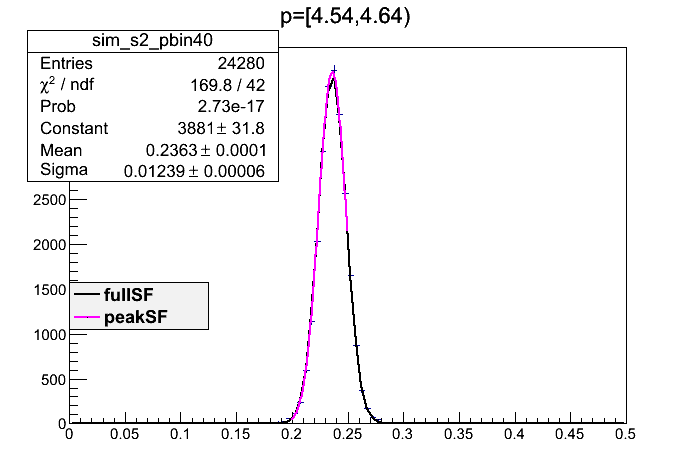 p=[4.54,4.64)
sim_s2_pbin40
Entries 24280
χ² / ndf 169.8 / 42
Prob 2.73e-17
Constant 3881 ± 31.8
Mean 0.2363 ± 0.0001
Sigma 0.01239 ± 0.00006
2500
2000
1500
fullSF
peakSF
1000
500
0
0 0.05 0.1 0.15 0.2 0.25 0.3 0.35 0.4 0.45 0.5